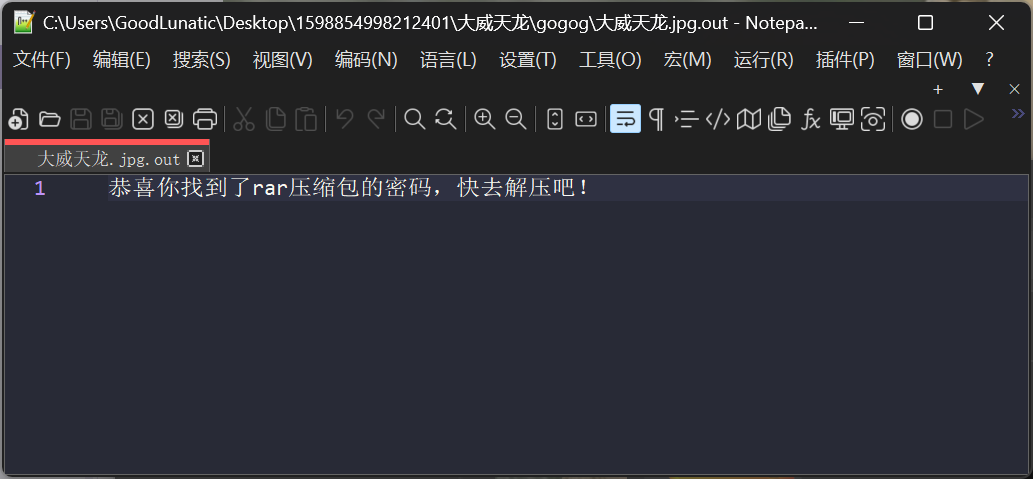 C:\Users\GoodLunatic\Desktop\1598854998212401\大威天龙\gogog\大威天龙.jpg.out - Notepa...
文件(F) 编辑(E) 搜索(S) 视图(V) 编码(N) 语言(L) 设置(T) 工具(O) 宏(M) 运行(R) 插件(P) 窗口(W) ?
大威天龙.jpg.out
1 恭喜你找到了rar压缩包的密码，快去解压吧！